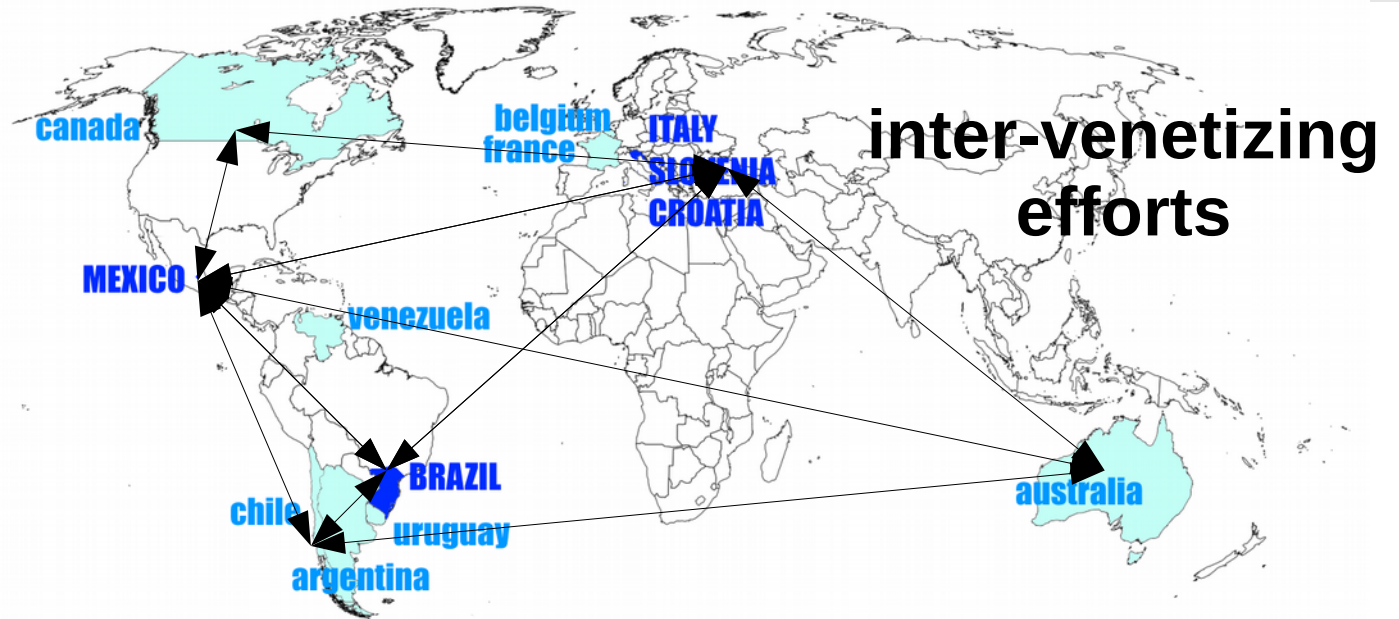 inter-venetizing
efforts
canada
belgium
france
ITALY
SLOVENIA
CROATIA
MEXICO
venezuela
BRAZIL
chile
uruguay
argentina
australia